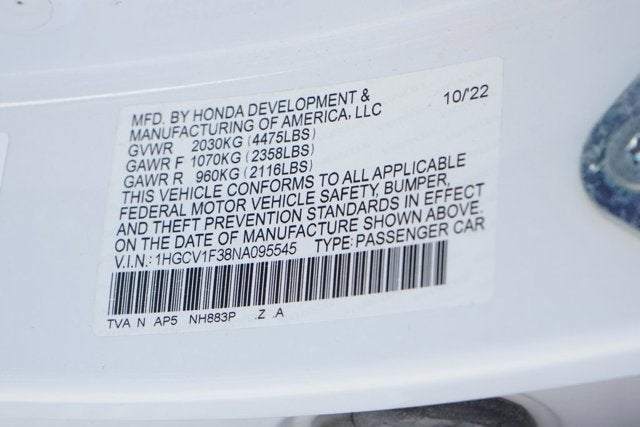 MFD. BY HONDA DEVELOPMENT & 10/22
MANUFACTURING OF AMERICA, LLC
GVWR 2030KG (4475LBS)
GAWR F 1070KG (2358LBS)
GAWR R 960KG (2116LBS)
THIS VEHICLE CONFORMS TO ALL APPLICABLE
FEDERAL MOTOR VEHICLE SAFETY, BUMPER,
AND THEFT PREVENTION STANDARDS IN EFFECT
ON THE DATE OF MANUFACTURE SHOWN ABOVE.
V.I.N.: 1HGCV1F38NA095545 TYPE: PASSENGER CAR
TVA N AP5 NH883P .Z .A